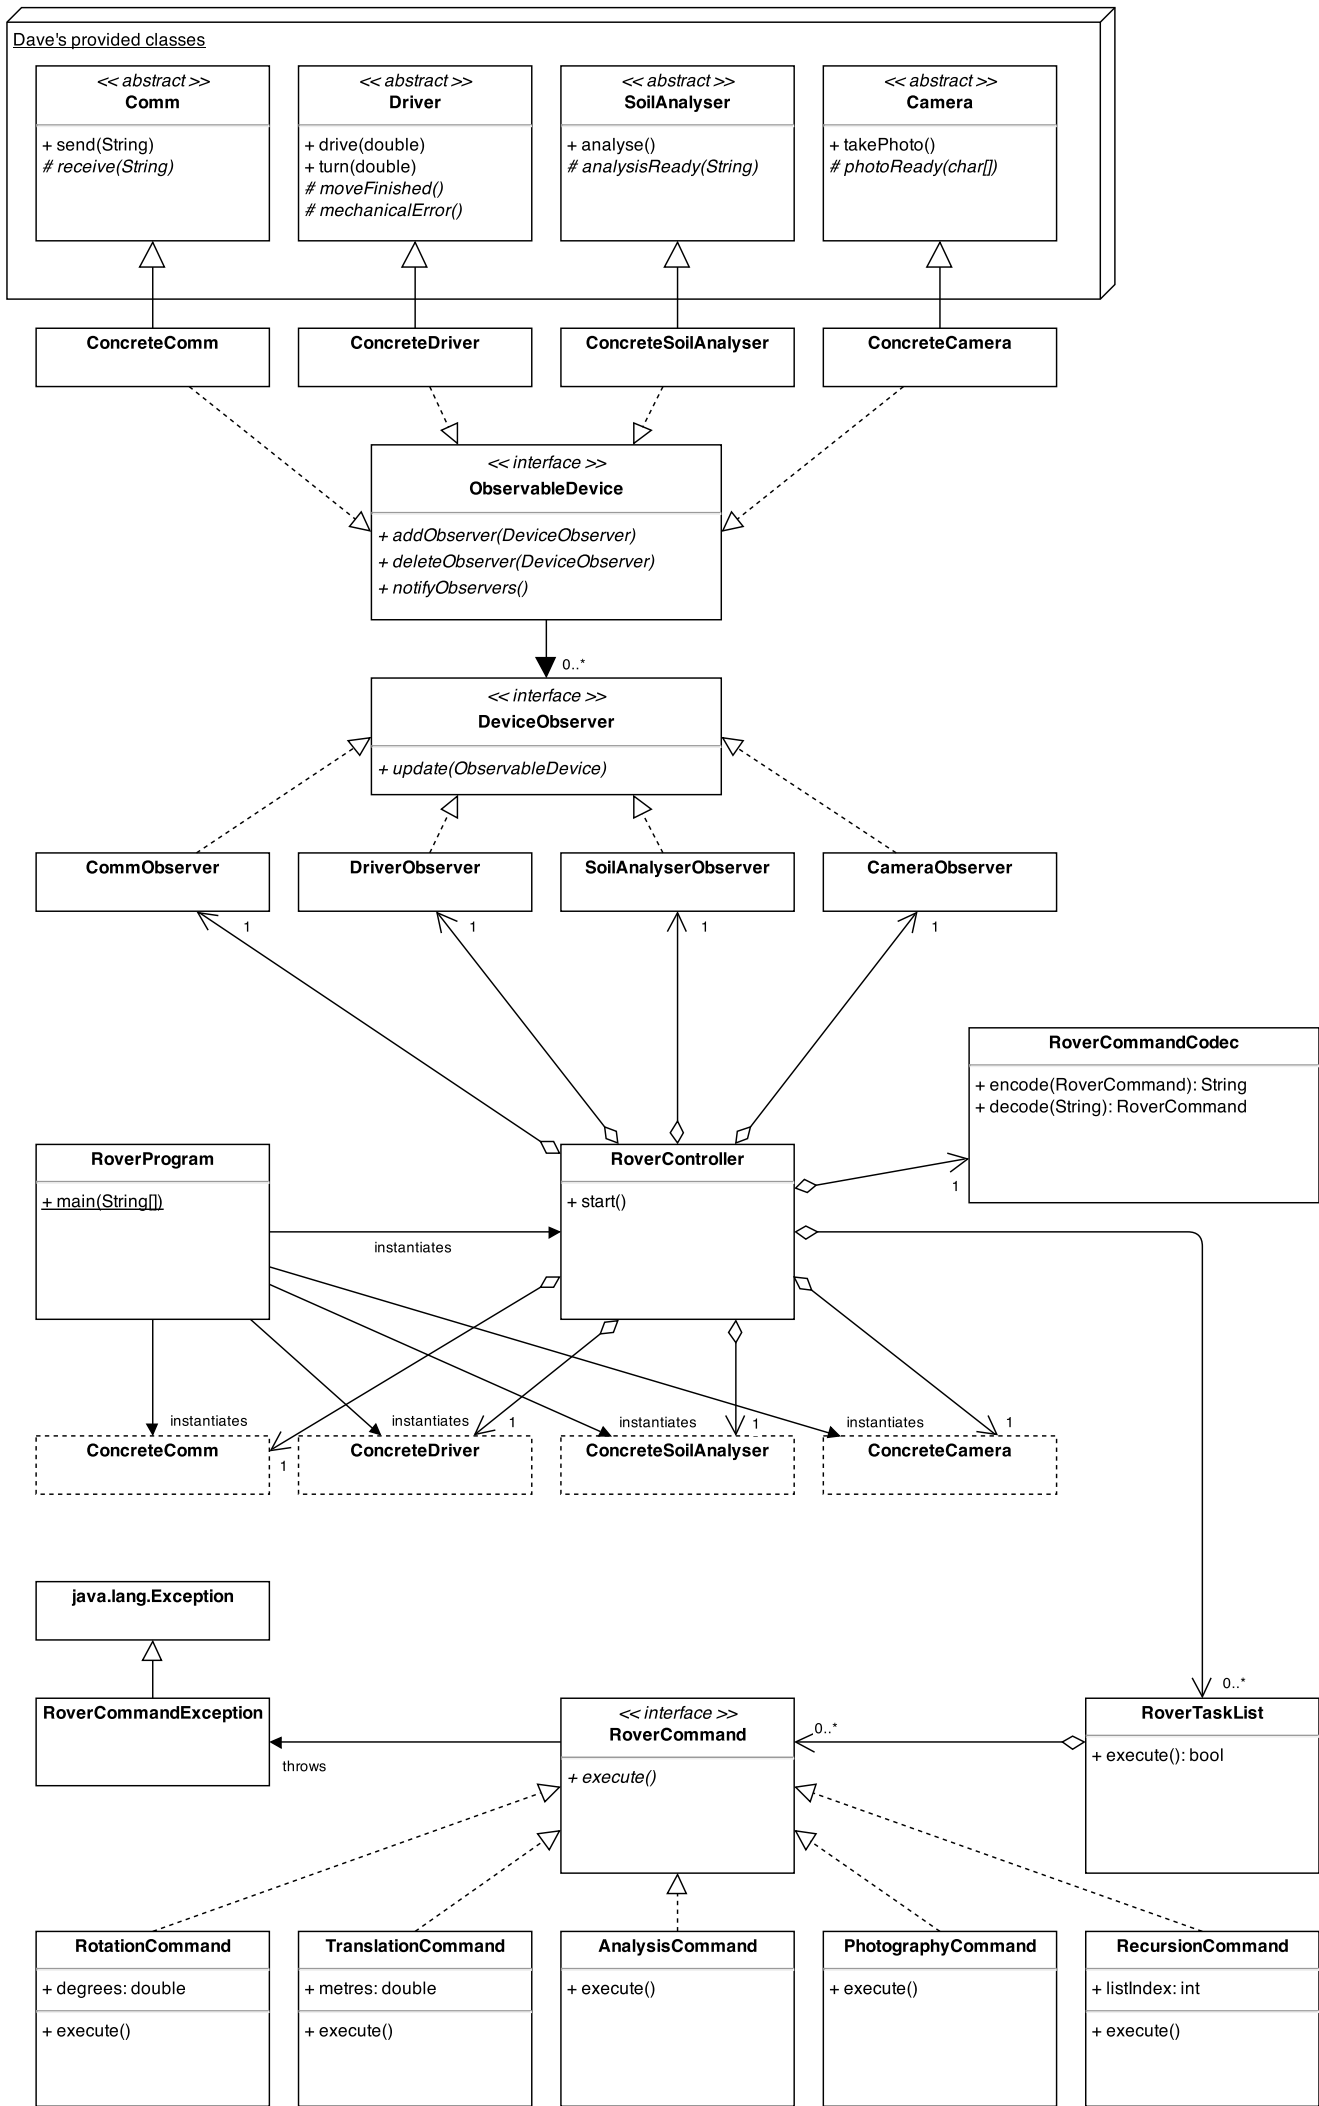 Dave's provided classes
<< abstract >>
Comm
+ send(String)
# receive(String)
<< abstract >>
Driver
+ drive(double)
+ turn(double)
# moveFinished()
# mechanicalError()
<< abstract >>
SoilAnalyser
+ analyse()
# analysisReady(String)
<< abstract >>
Camera
+ takePhoto()
# photoReady(char[])
ConcreteComm
ConcreteDriver
ConcreteSoilAnalyser
ConcreteCamera
<< interface >>
ObservableDevice
+ addObserver(DeviceObserver)
+ deleteObserver(DeviceObserver)
+ notifyObservers()
0..*
<< interface >>
DeviceObserver
+ update(ObservableDevice)
CommObserver
DriverObserver
SoilAnalyserObserver
CameraObserver
1
1
1
1
RoverCommandCodec
+ encode(RoverCommand): String
+ decode(String): RoverCommand
1
RoverProgram
+ main(String[])
instantiates
RoverController
+ start()
instantiates
instantiates
instantiates
instantiates
1
1
1
1
ConcreteComm
ConcreteDriver
ConcreteSoilAnalyser
ConcreteCamera
java.lang.Exception
RoverCommandException
throws
<< interface >>
RoverCommand
+ execute()
0..*
0..*
RoverTaskList
+ execute(): bool
RotationCommand
+ degrees: double
+ execute()
TranslationCommand
+ metres: double
+ execute()
AnalysisCommand
+ execute()
PhotographyCommand
+ execute()
RecursionCommand
+ listIndex: int
+ execute()